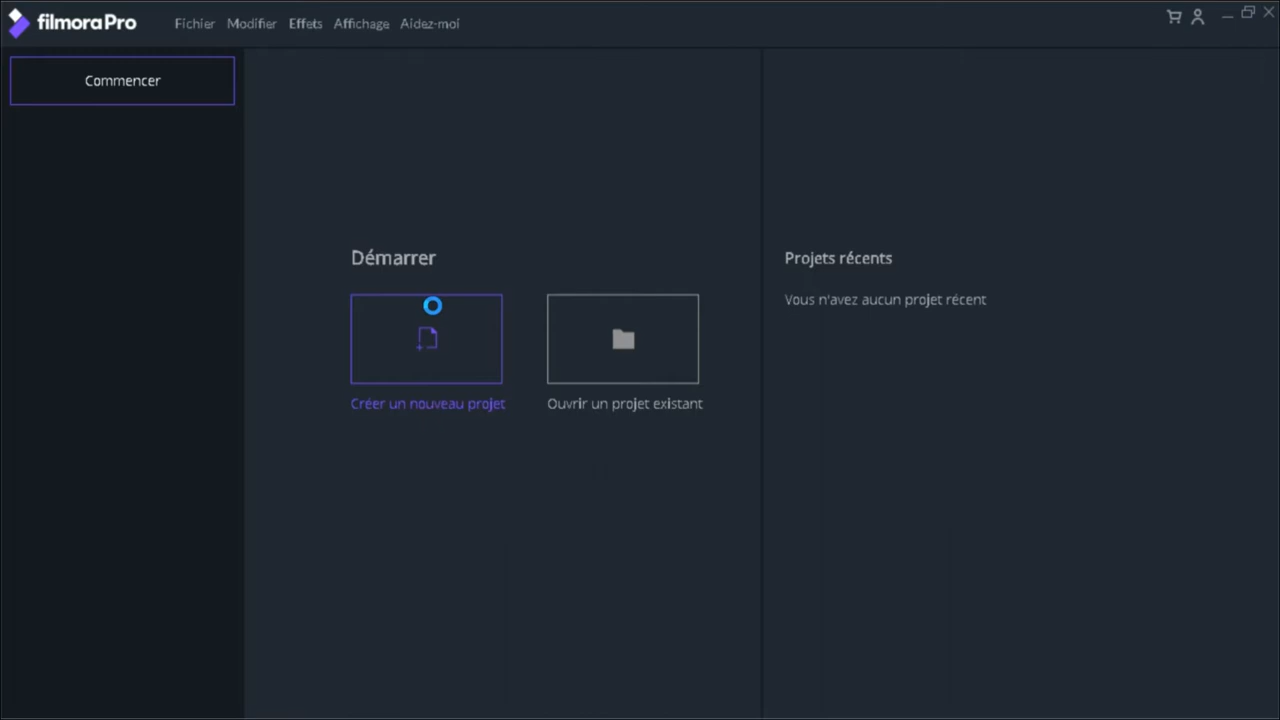 filmoraPro
Fichier Modifier Effets Affichage Aidez-moi
Commencer
Démarrer
Créer un nouveau projet
Ouvrir un projet existant
Projets récents
Vous n'avez aucun projet récent